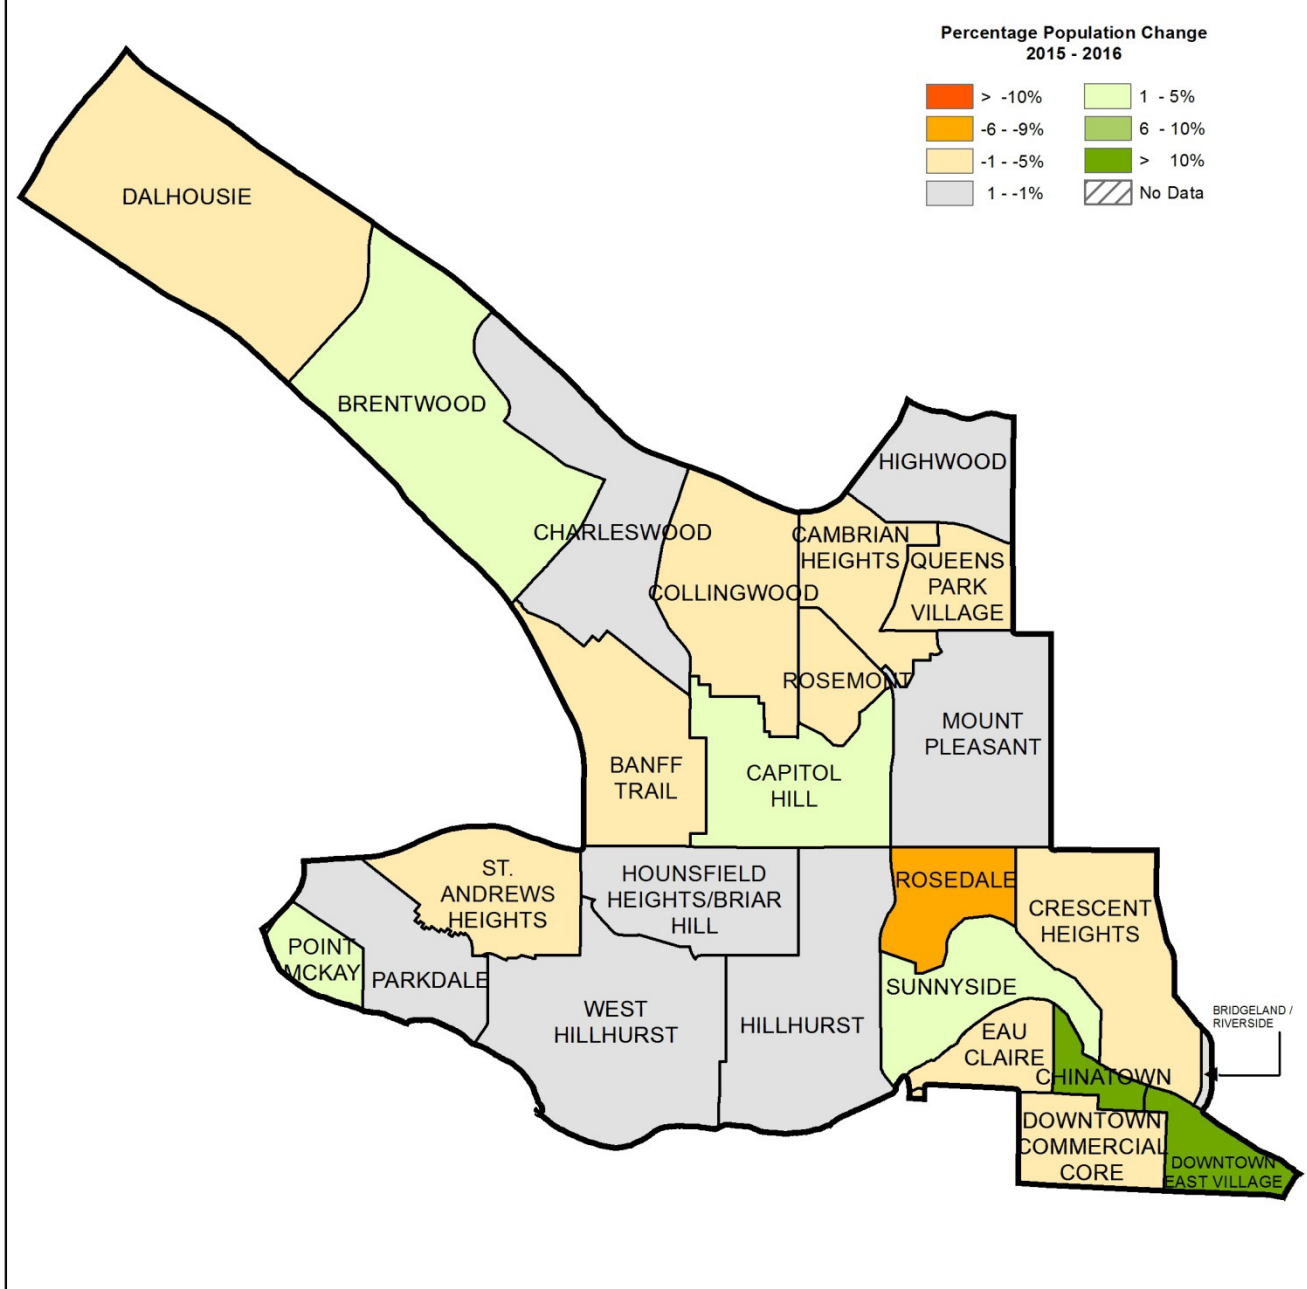 Percentage Population Change
2015 - 2016
> -10%
-6 - -9%
-1 - -5%
1 - -1%
1 - 5%
6 - 10%
> 10%
No Data
DALHOUSIE
BRENTWOOD
HIGHWOOD
CHARLESWOOD
CAMBRIAN
HEIGHTS
QUEENS
PARK
VILLAGE
COLLINGWOOD
ROSEMONT
MOUNT
PLEASANT
BANFF
TRAIL
CAPITOL
HILL
ST.
ANDREWS
HEIGHTS
HOUNSFIELD
HEIGHTS/BRIAR
HILL
ROSEDALE
CRESCENT
HEIGHTS
POINT
MCKAY
PARKDALE
SUNNYSIDE
WEST
HILLHURST
HILLHURST
EAU
CLAIRE
BRIDGELAND /
RIVERSIDE
CHINATOWN
DOWNTOWN
COMMERCIAL
CORE
DOWNTOWN
EAST VILLAGE